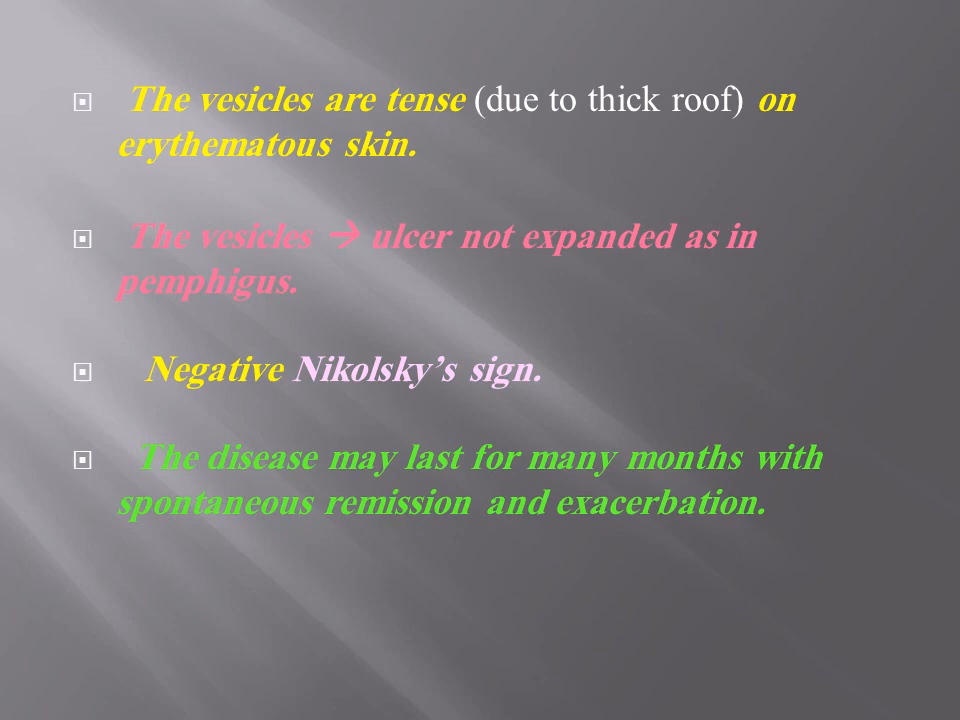 The vesicles are tense (due to thick roof) on
erythematous skin.
The vesicles → ulcer not expanded as in
pemphigus.
Negative Nikolsky’s sign.
The disease may last for many months with
spontaneous remission and exacerbation.